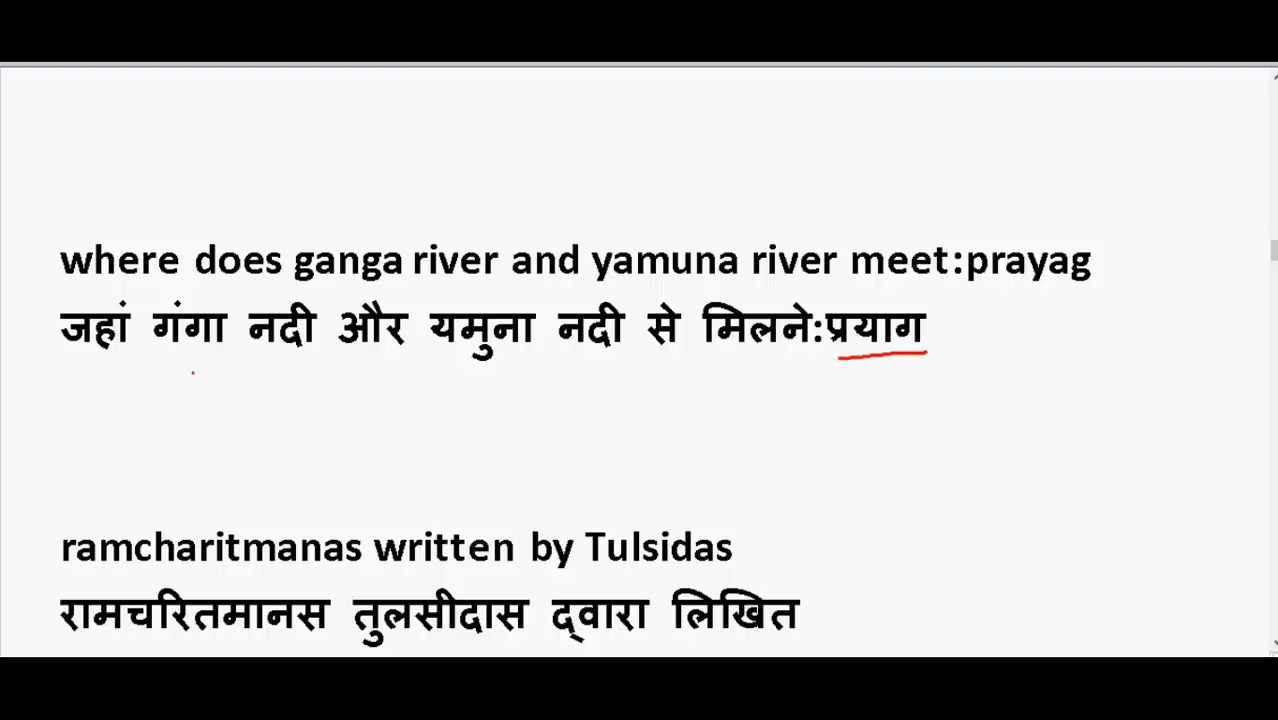 where does ganga river and yamuna river meet:prayag
जहां गंगा नदी और यमुना नदी से मिलने:प्रयाग
ramcharitmanas written by Tulsidas
रामचरितमानस तुलसीदास द्वारा लिखित